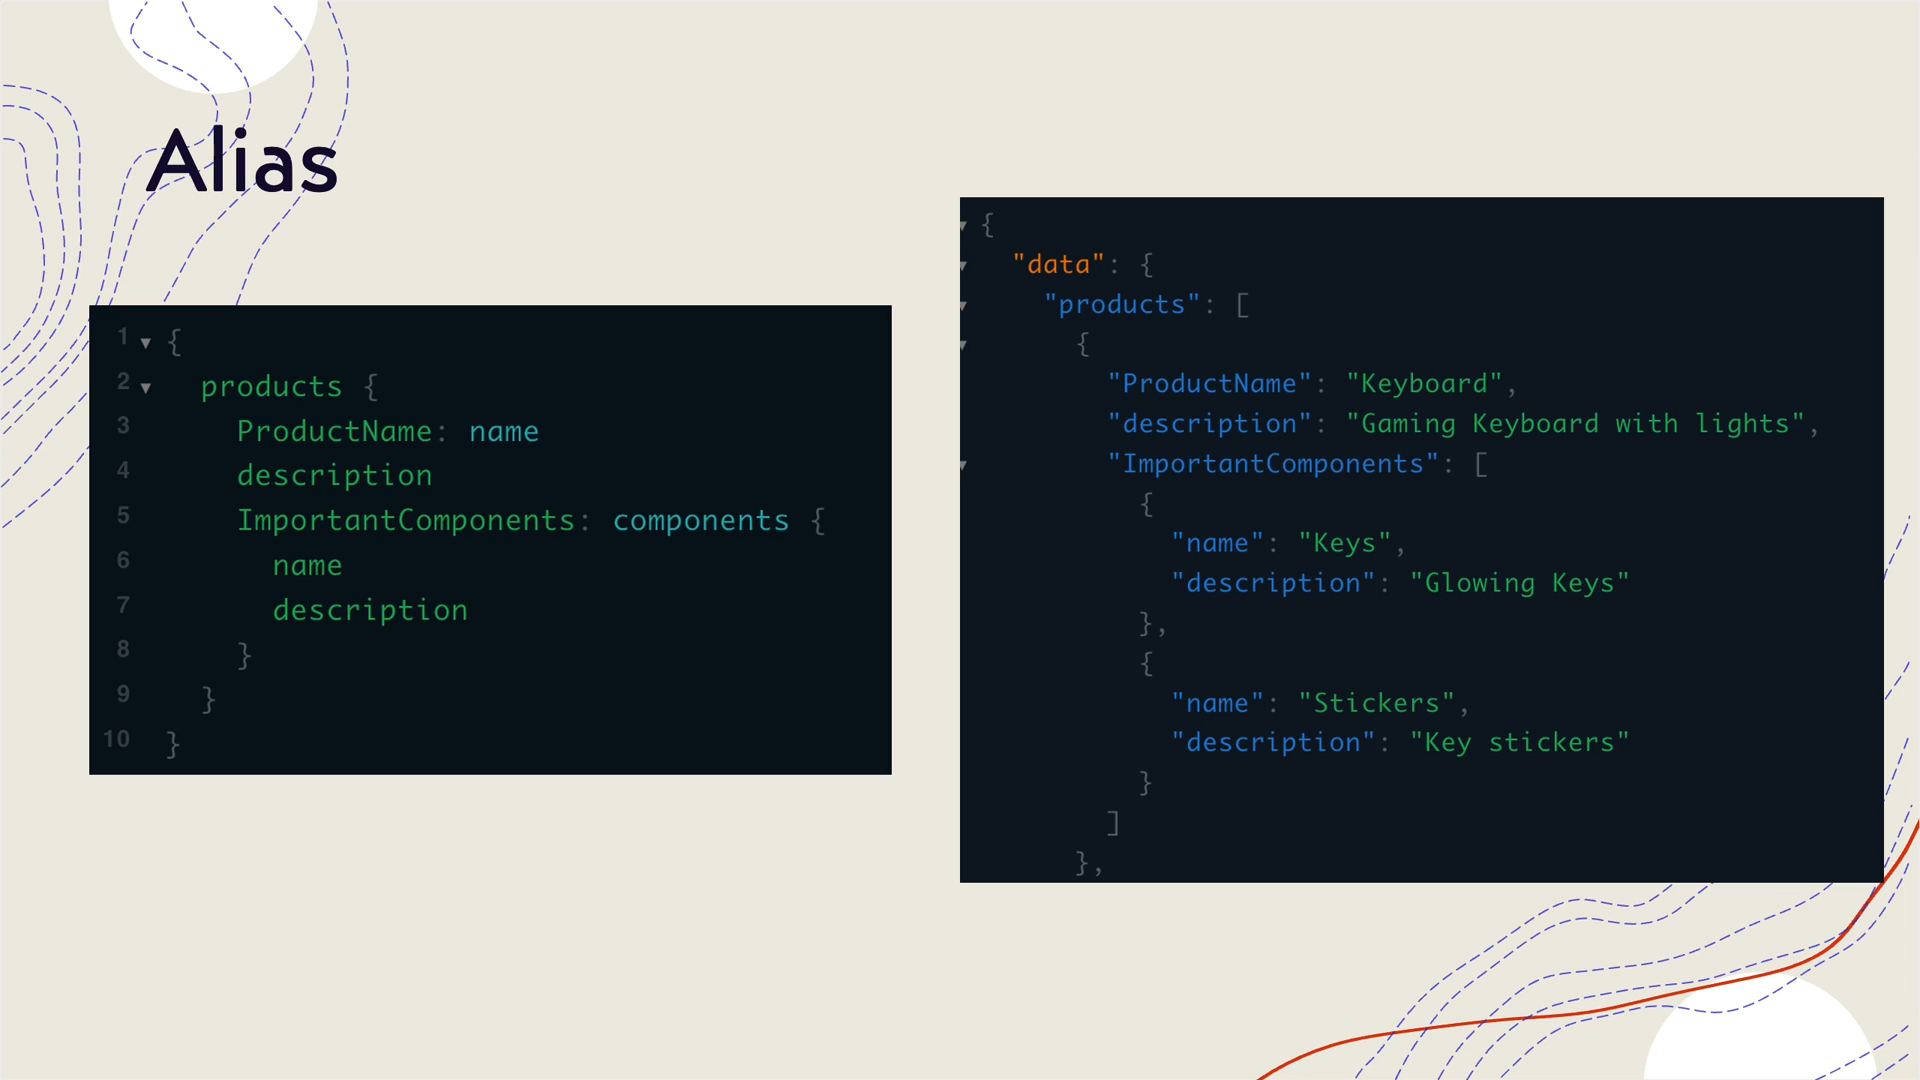 Alias
1 ▼ {
2 ▼ products {
3 ProductName: name
4 description
5 ImportantComponents: components {
6 name
7 description
8 }
9 }
10 }
▼ {
▼ "data": {
▼ "products": [
▼ {
"ProductName": "Keyboard",
"description": "Gaming Keyboard with lights",
▼ "ImportantComponents": [
{
"name": "Keys",
"description": "Glowing Keys"
},
{
"name": "Stickers",
"description": "Key stickers"
}
]
},